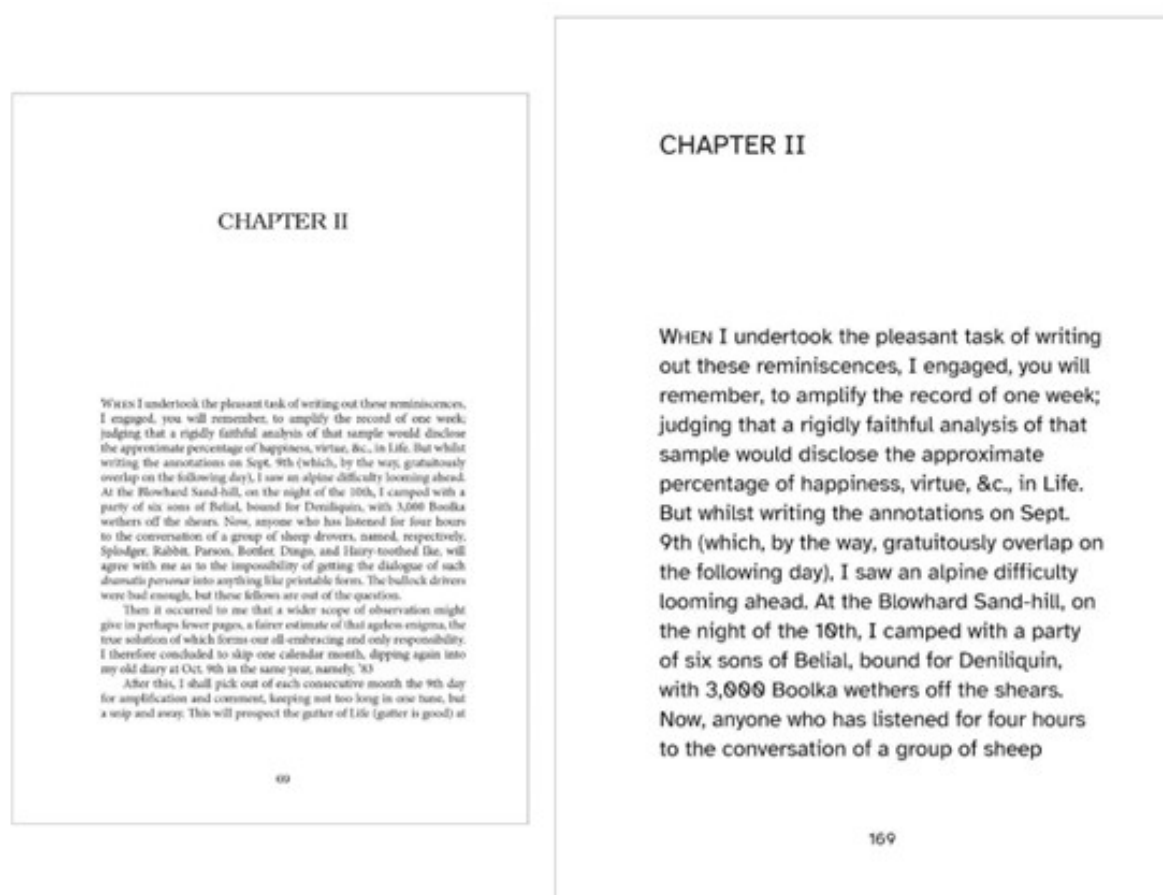 CHAPTER II
WHEN I undertook the pleasant task of writing out these reminiscences,
I engaged, you will remember, to amplify the record of one week;
judging that a rigidly faithful analysis of that sample would disclose
the approximate percentage of happiness, virtue, &c., in Life. But whilst
writing the annotations on Sept. 9th (which, by the way, gratuitously
overlap on the following day), I saw an alpine difficulty looming ahead.
At the Blowhard Sand-hill, on the night of the 10th, I camped with a
party of six sons of Belial, bound for Deniliquin, with 3,000 Boolka
wethers off the shears. Now, anyone who has listened for four hours
to the conversation of a group of sheep drovers, named, respectively,
Splodger, Rabbit, Parson, Bottler, Dingo, and Hairy-toothed Ike, will
agree with me as to the impossibility of getting the dialogue of such
dramatis personae into anything like printable form. The bullock drivers
were bad enough, but these fellows are out of the question.
Then it occurred to me that a wider scope of observation might
give in perhaps fewer pages, a fairer estimate of that ageless enigma, the
true solution of which forms our all-embracing and only responsibility.
I therefore concluded to skip one calendar month, dipping again into
my old diary at Oct. 9th in the same year, namely, '83
After this, I shall pick out of each consecutive month the 9th day
for amplification and comment, keeping not too long in one tune, but
a snip and away. This will prospect the gutter of Life (gutter is good) at
69
CHAPTER II
WHEN I undertook the pleasant task of writing
out these reminiscences, I engaged, you will
remember, to amplify the record of one week;
judging that a rigidly faithful analysis of that
sample would disclose the approximate
percentage of happiness, virtue, &c., in Life.
But whilst writing the annotations on Sept.
9th (which, by the way, gratuitously overlap on
the following day), I saw an alpine difficulty
looming ahead. At the Blowhard Sand-hill, on
the night of the 10th, I camped with a party
of six sons of Belial, bound for Deniliquin,
with 3,000 Boolka wethers off the shears.
Now, anyone who has listened for four hours
to the conversation of a group of sheep
169